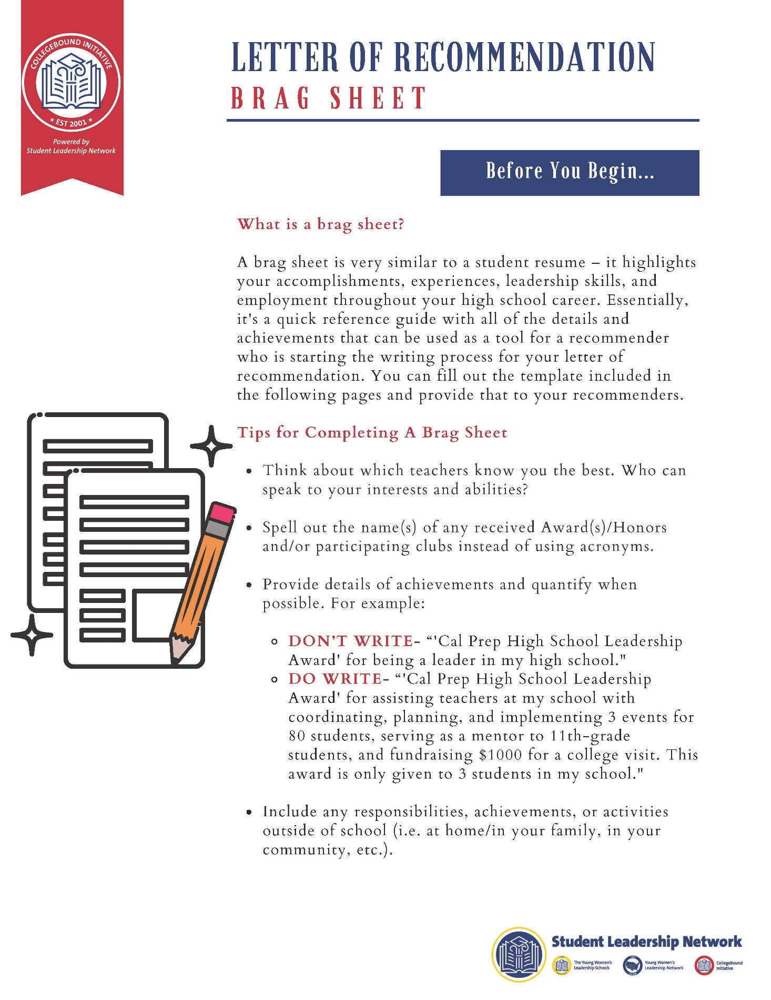 COLLEGEBOUND INITIATIVE
★ EST 2001 ★
Powered by
Student Leadership Network
LETTER OF RECOMMENDATION
BRAG SHEET
Before You Begin...
What is a brag sheet?
A brag sheet is very similar to a student resume – it highlights
your accomplishments, experiences, leadership skills, and
employment throughout your high school career. Essentially,
it's a quick reference guide with all of the details and
achievements that can be used as a tool for a recommender
who is starting the writing process for your letter of
recommendation. You can fill out the template included in
the following pages and provide that to your recommenders.
Tips for Completing A Brag Sheet
• Think about which teachers know you the best. Who can
speak to your interests and abilities?
• Spell out the name(s) of any received Award(s)/Honors
and/or participating clubs instead of using acronyms.
• Provide details of achievements and quantify when
possible. For example:
○ DON'T WRITE- “'Cal Prep High School Leadership
Award' for being a leader in my high school."
○ DO WRITE- “'Cal Prep High School Leadership
Award' for assisting teachers at my school with
coordinating, planning, and implementing 3 events for
80 students, serving as a mentor to 11th-grade
students, and fundraising $1000 for a college visit. This
award is only given to 3 students in my school."
• Include any responsibilities, achievements, or activities
outside of school (i.e. at home/in your family, in your
community, etc.).
Student Leadership Network
The Young Women's
Leadership Schools
Young Women's
Leadership Network
CollegeBound
Initiative